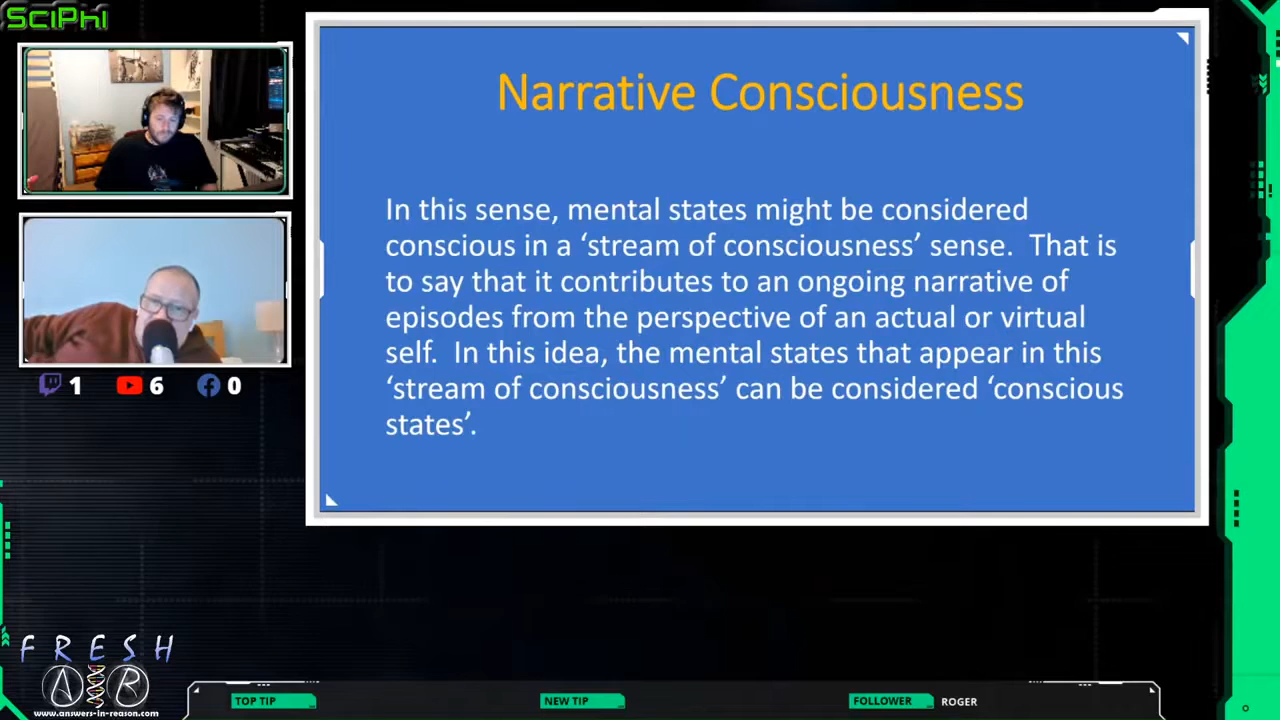 SCIPHI
Narrative Consciousness
In this sense, mental states might be considered
conscious in a ‘stream of consciousness’ sense.  That is
to say that it contributes to an ongoing narrative of
episodes from the perspective of an actual or virtual
self.  In this idea, the mental states that appear in this
‘stream of consciousness’ can be considered ‘conscious
states’.
1
6
0
FRESH
A R
www.answers-in-reason.com
TOP TIP
NEW TIP
FOLLOWER
ROGER